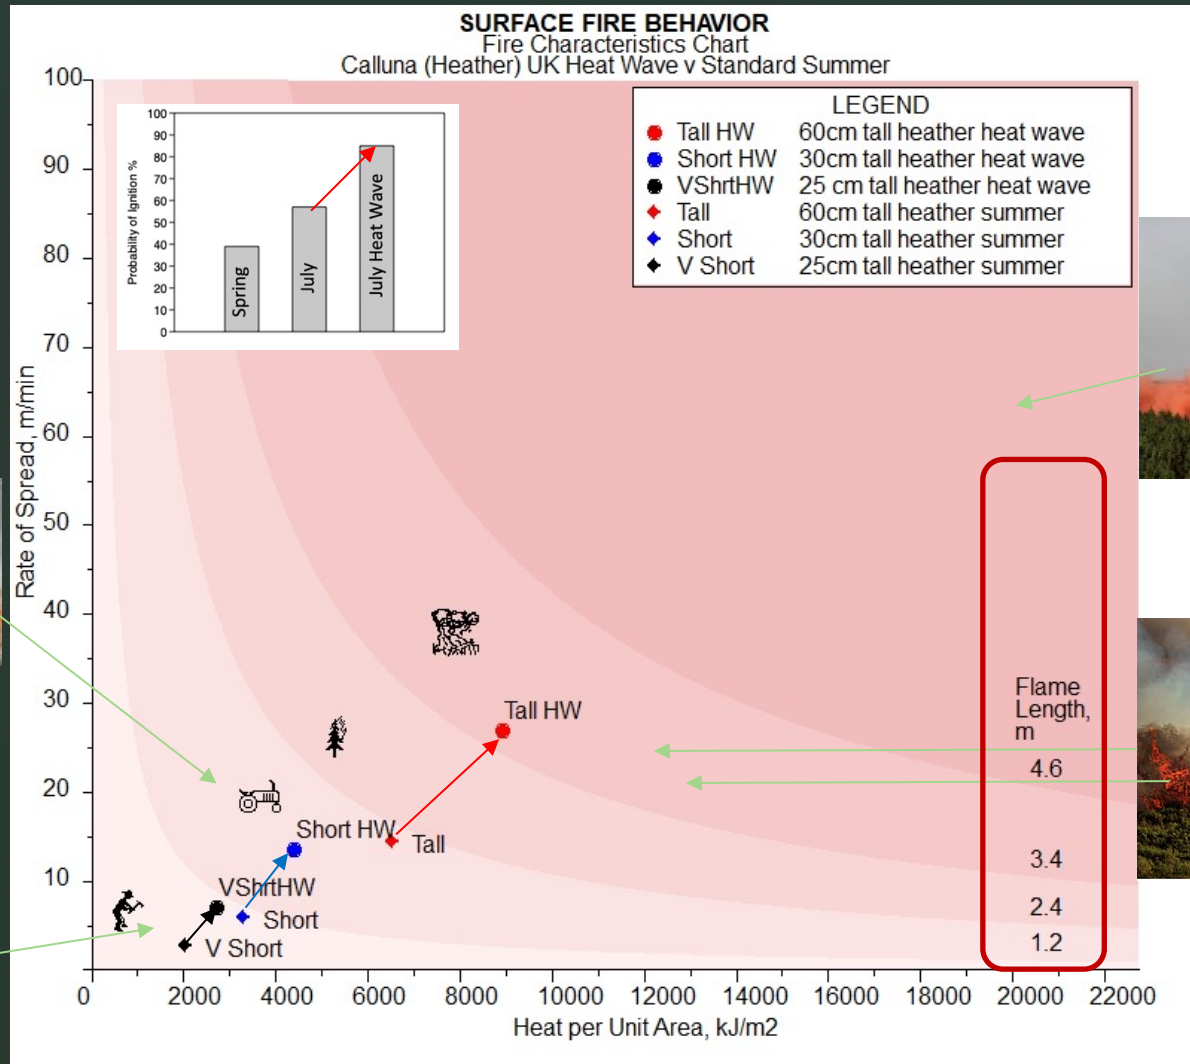 SURFACE FIRE BEHAVIOR
Fire Characteristics Chart
Calluna (Heather) UK Heat Wave v Standard Summer
100
90
80
70
60
50
40
30
20
10
Rate of Spread, m/min
100
90
80
70
60
50
40
30
20
10
0
Probability of Ignition %
Spring
July
July Heat Wave
LEGEND
Tall HW 60cm tall heather heat wave
Short HW 30cm tall heather heat wave
VShrtHW 25 cm tall heather heat wave
Tall 60cm tall heather summer
Short 30cm tall heather summer
V Short 25cm tall heather summer
Tall HW
Short HW
Tall
VShrtHW
Short
V Short
Flame
Length,
m
4.6
3.4
2.4
1.2
0 2000 4000 6000 8000 10000 12000 14000 16000 18000 20000 22000
Heat per Unit Area, kJ/m2